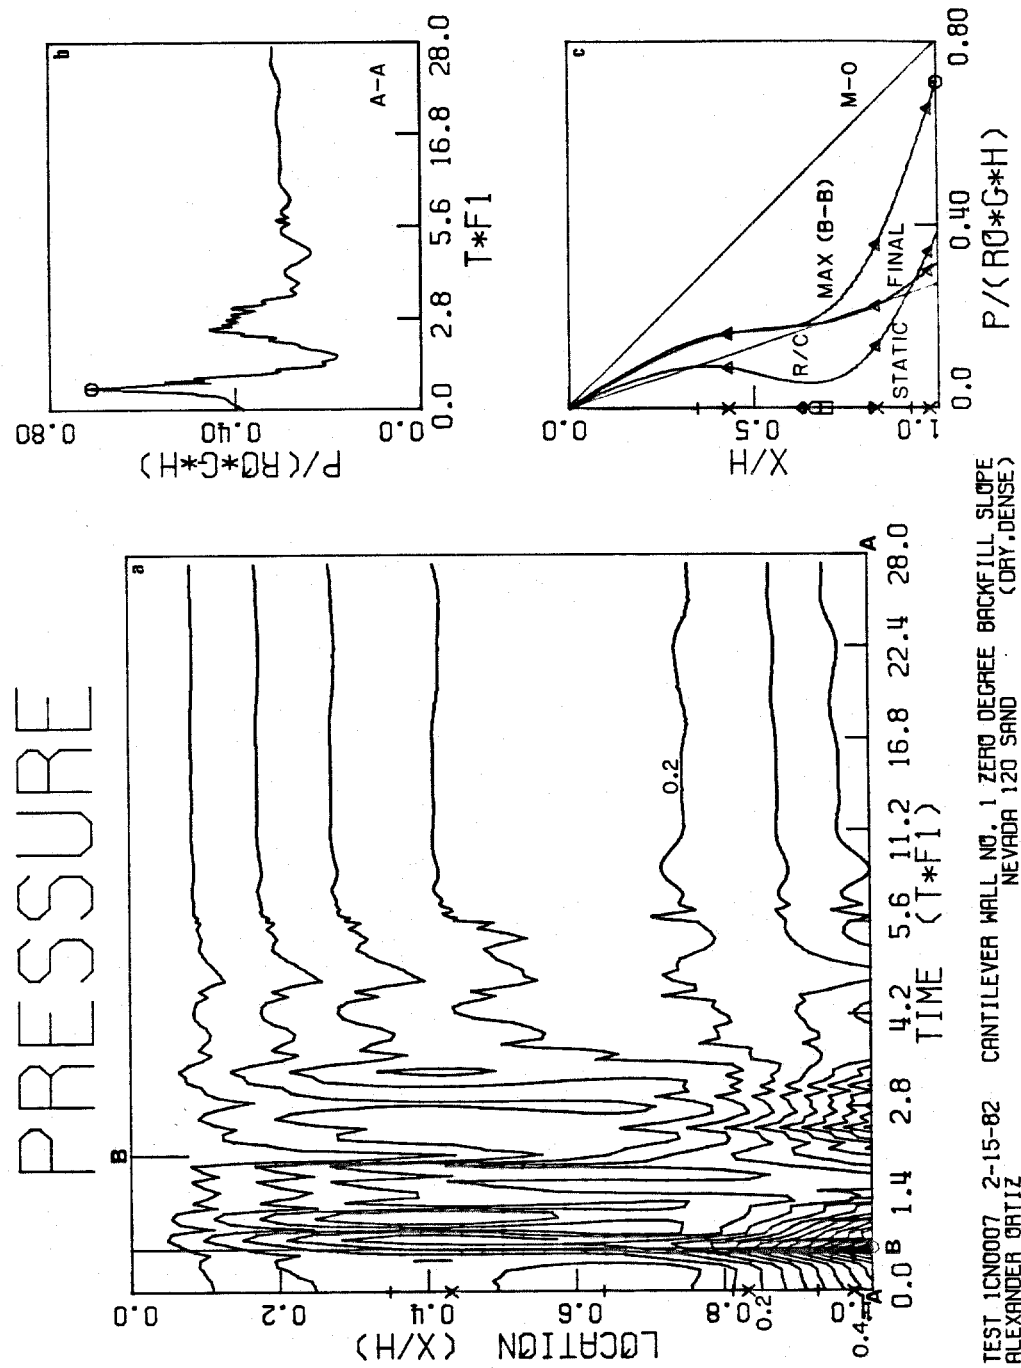 PRESSURE
a
B
0.0
0.2
0.4
0.6
0.8
1.0
LOCATION (X/H)
0.2
0.2
0.4
A
B
A
0.0
1.4
2.8
4.2
5.6
11.2
16.8
22.4
28.0
TIME (T*F1)
b
0.80
0.40
0.0
P/(RO*G*H)
A-A
0.0
2.8
5.6
16.8
28.0
T*F1
c
0.0
0.5
1.0
X/H
M-O
MAX (B-B)
R/C
FINAL
STATIC
0.0
0.40
0.80
P/(RO*G*H)
TEST 1CN0007 2-15-82 CANTILEVER WALL NO. 1 ZERO DEGREE BACKFILL SLOPE
ALEXANDER ORTIZ NEVADA 120 SAND (DRY,DENSE)